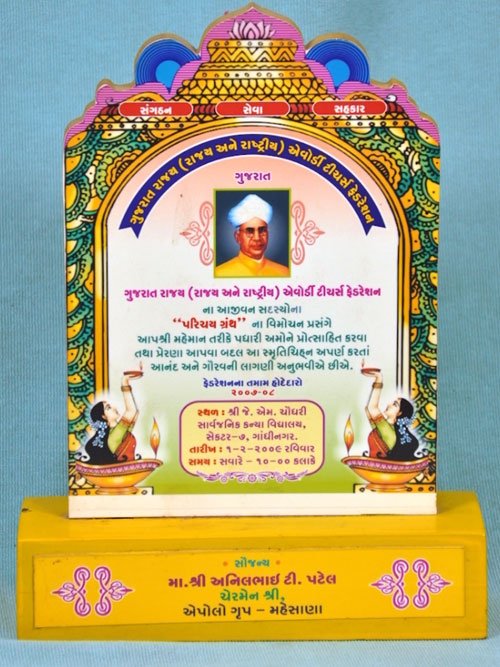 સંગઠન સેવા સહકાર
ગુજરાત રાજ્ય (રાજ્ય અને રાષ્ટ્રીય) એવોર્ડી ટીચર્સ ફેડરેશન
ગુજરાત
ગુજરાત રાજ્ય (રાજ્ય અને રાષ્ટ્રીય) એવોર્ડી ટીચર્સ ફેડરેશન
ના આજીવન સદસ્યોના
“પરિચય ગ્રંથ” ના વિમોચન પ્રસંગે
આપશ્રી મહેમાન તરીકે પધારી અમોને પ્રોત્સાહિત કરવા
તથા પ્રેરણા આપવા બદલ આ સ્મૃતિચિહ્ન અર્પણ કરતાં
આનંદ અને ગૌરવની લાગણી અનુભવીએ છીએ.
ફેડરેશનના તમામ હોદેદારો
૨૦૦૭-૦૮
સ્થળ : શ્રી જે. એમ. ચૌધરી
સાર્વજનિક કન્યા વિદ્યાલય,
સેકટર-૭, ગાંધીનગર.
તારીખ : ૧-૨-૨૦૦૯ રવિવાર
સમય : સવારે - ૧૦-૦૦ કલાકે
સૌજન્ય
મા.શ્રી અનિલભાઈ ટી. પટેલ
ચેરમેન શ્રી,
એપોલો ગ્રૃપ - મહેસાણા